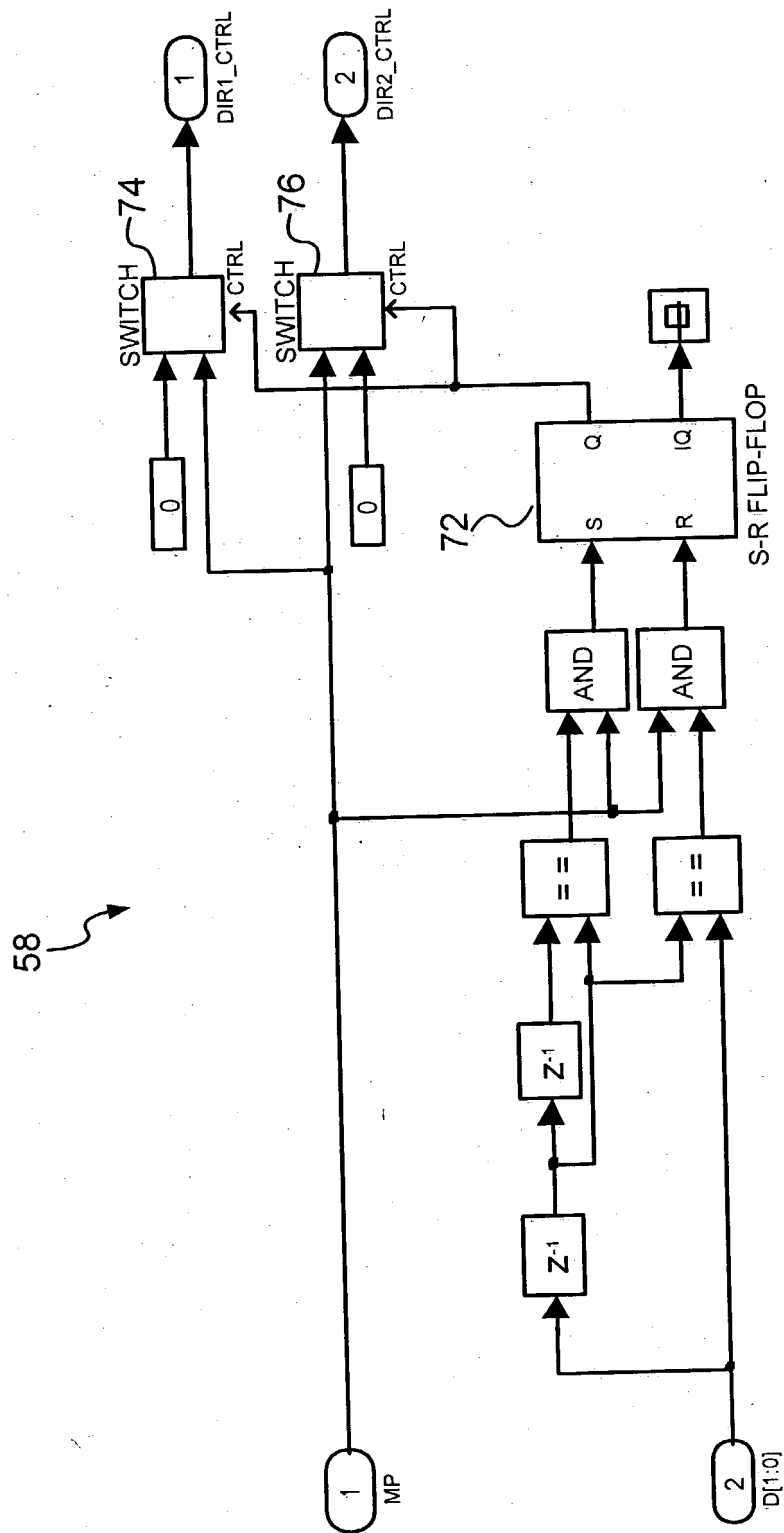 58
1
MP
2
D[1:0]
Z-1
Z-1
= =
= =
AND
AND
72
S
Q
R
!Q
S-R FLIP-FLOP
0
0
SWITCH
74
CTRL
SWITCH
76
CTRL
1
DIR1_CTRL
2
DIR2_CTRL